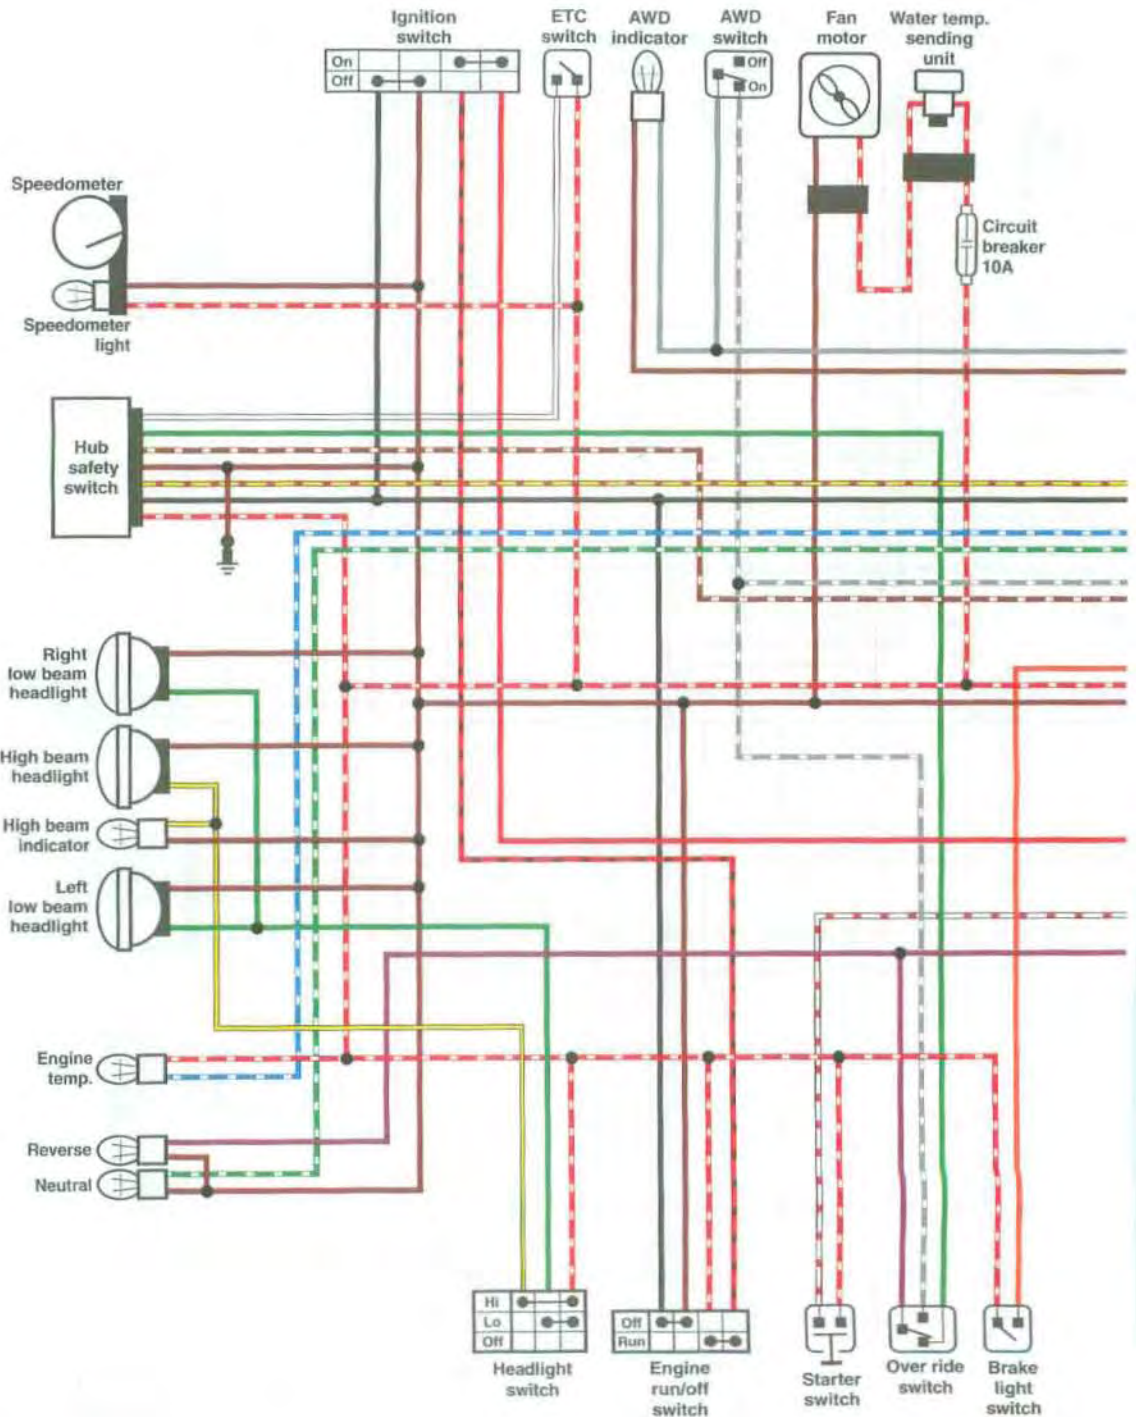 Ignition
switch
ETC
switch
AWD
indicator
AWD
switch
Fan
motor
Water temp.
sending
unit
On
Off
Off
On
Speedometer
Circuit
breaker
10A
Speedometer
light
Hub
safety
switch
Right
low beam
headlight
High beam
headlight
High beam
indicator
Left
low beam
headlight
Engine
temp.
Reverse
Neutral
Hi
Lo
Off
Off
Run
Headlight
switch
Engine
run/off
switch
Starter
switch
Over ride
switch
Brake
light
switch